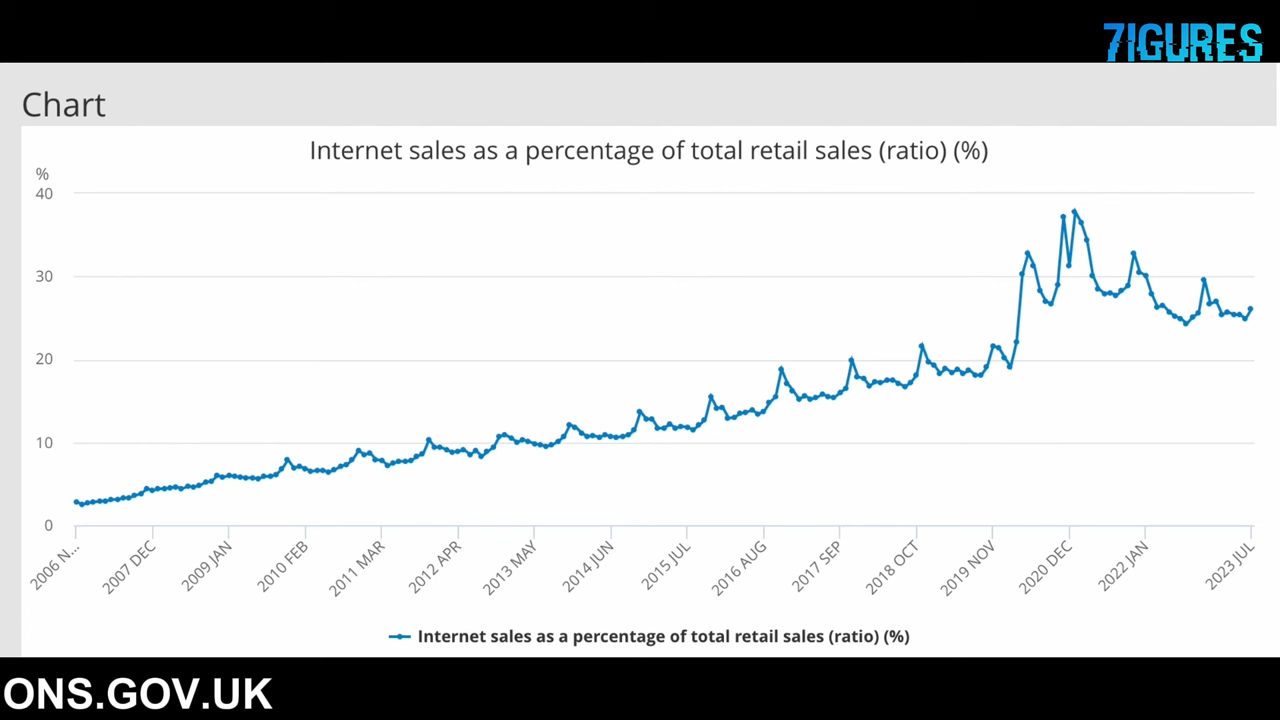 7IGURES
Chart
Internet sales as a percentage of total retail sales (ratio) (%)
%
40
30
20
10
0
2006 N...
2007 DEC
2009 JAN
2010 FEB
2011 MAR
2012 APR
2013 MAY
2014 JUN
2015 JUL
2016 AUG
2017 SEP
2018 OCT
2019 NOV
2020 DEC
2022 JAN
2023 JUL
Internet sales as a percentage of total retail sales (ratio) (%)
ONS.GOV.UK